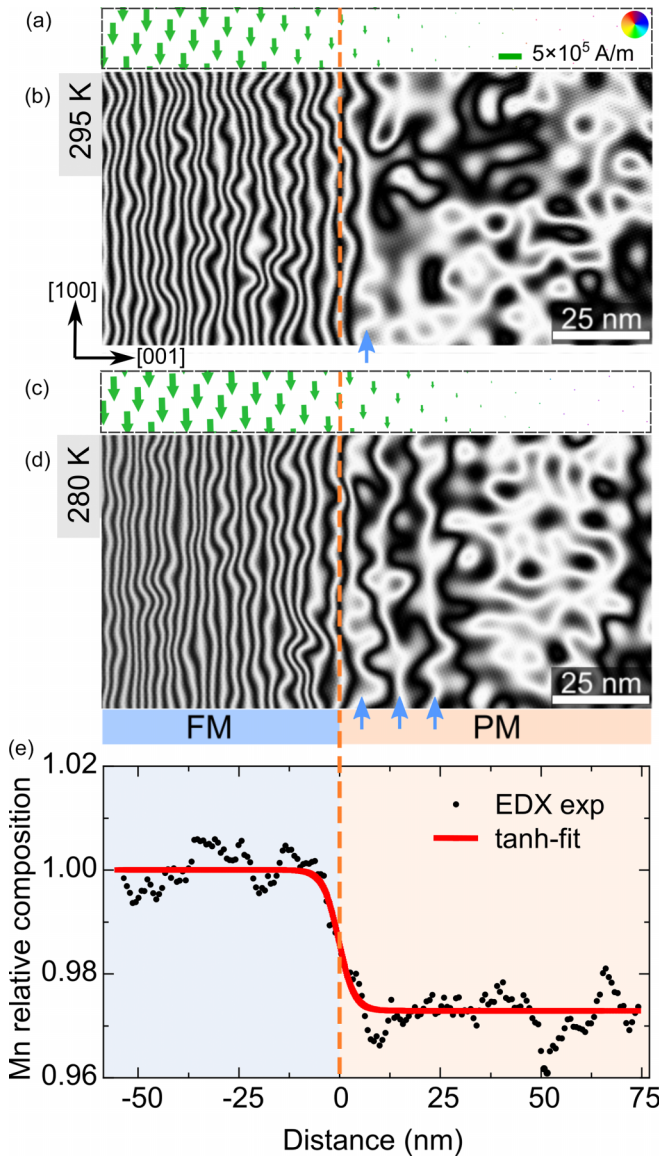 (a)
5×10⁵ A/m
(b)
295 K
[100]
[001]
25 nm
(c)
(d)
280 K
25 nm
FM
PM
(e)
1.02
1.00
0.98
0.96
Mn relative composition
EDX exp
tanh-fit
-50
-25
0
25
50
75
Distance (nm)